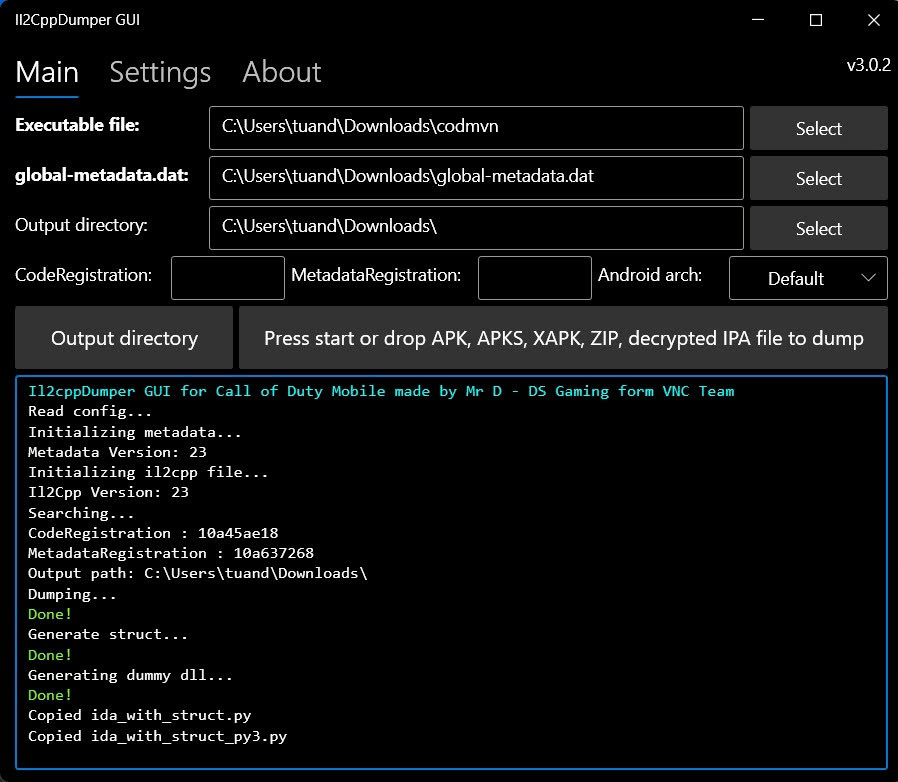 Il2CppDumper GUI
Main Settings About v3.0.2
Executable file: C:\Users\tuand\Downloads\codmvn Select
global-metadata.dat: C:\Users\tuand\Downloads\global-metadata.dat Select
Output directory: C:\Users\tuand\Downloads\ Select
CodeRegistration: MetadataRegistration: Android arch: Default
Output directory Press start or drop APK, APKS, XAPK, ZIP, decrypted IPA file to dump
Il2cppDumper GUI for Call of Duty Mobile made by Mr D - DS Gaming form VNC Team
Read config...
Initializing metadata...
Metadata Version: 23
Initializing il2cpp file...
Il2Cpp Version: 23
Searching...
CodeRegistration : 10a45ae18
MetadataRegistration : 10a637268
Output path: C:\Users\tuand\Downloads\
Dumping...
Done!
Generate struct...
Done!
Generating dummy dll...
Done!
Copied ida_with_struct.py
Copied ida_with_struct_py3.py